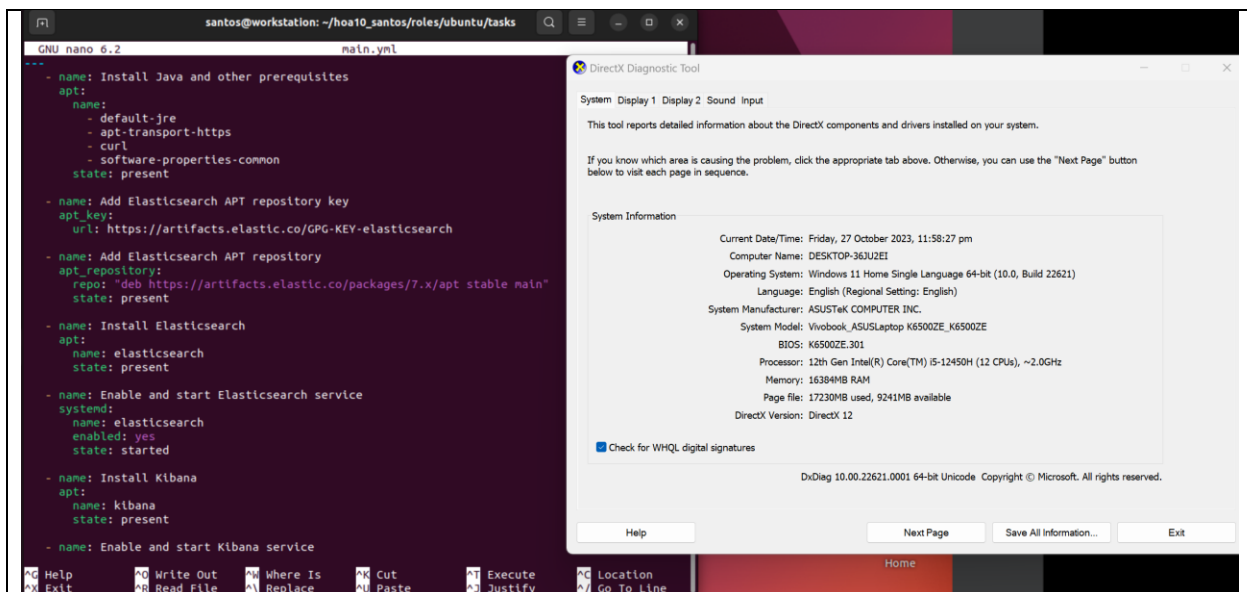 santos@workstation: ~/hoa10_santos/roles/ubuntu/tasks
GNU nano 6.2 main.yml
---
- name: Install Java and other prerequisites
apt:
name:
- default-jre
- apt-transport-https
- curl
- software-properties-common
state: present
- name: Add Elasticsearch APT repository key
apt_key:
url: https://artifacts.elastic.co/GPG-KEY-elasticsearch
- name: Add Elasticsearch APT repository
apt_repository:
repo: "deb https://artifacts.elastic.co/packages/7.x/apt stable main"
state: present
- name: Install Elasticsearch
apt:
name: elasticsearch
state: present
- name: Enable and start Elasticsearch service
systemd:
name: elasticsearch
enabled: yes
state: started
- name: Install Kibana
apt:
name: kibana
state: present
- name: Enable and start Kibana service
^G Help ^O Write Out ^W Where Is ^K Cut ^T Execute ^C Location
^X Exit ^R Read File ^\ Replace ^U Paste ^J Justify ^/ Go To Line
DirectX Diagnostic Tool
System Display 1 Display 2 Sound Input
This tool reports detailed information about the DirectX components and drivers installed on your system.
If you know which area is causing the problem, click the appropriate tab above. Otherwise, you can use the "Next Page" button
below to visit each page in sequence.
System Information
Current Date/Time: Friday, 27 October 2023, 11:58:27 pm
Computer Name: DESKTOP-36JU2EI
Operating System: Windows 11 Home Single Language 64-bit (10.0, Build 22621)
Language: English (Regional Setting: English)
System Manufacturer: ASUSTeK COMPUTER INC.
System Model: Vivobook_ASUSLaptop K6500ZE_K6500ZE
BIOS: K6500ZE.301
Processor: 12th Gen Intel(R) Core(TM) i5-12450H (12 CPUs), ~2.0GHz
Memory: 16384MB RAM
Page file: 17230MB used, 9241MB available
DirectX Version: DirectX 12
Check for WHQL digital signatures
DxDiag 10.00.22621.0001 64-bit Unicode Copyright © Microsoft. All rights reserved.
Help Next Page Save All Information... Exit
Home